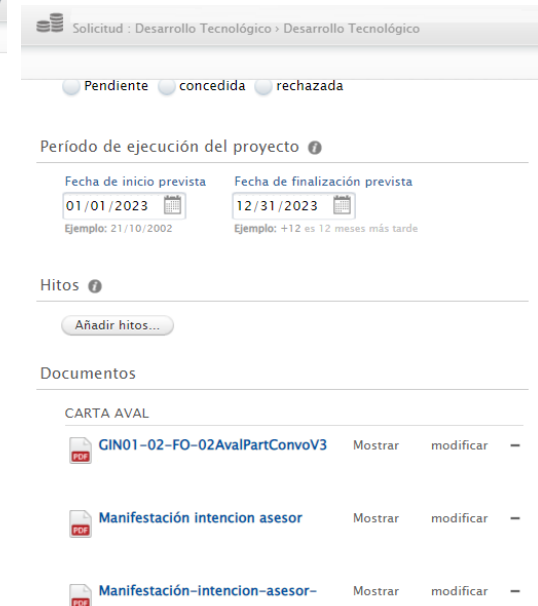 Solicitud : Desarrollo Tecnológico › Desarrollo Tecnológico
Pendiente concedida rechazada
Período de ejecución del proyecto i
Fecha de inicio prevista Fecha de finalización prevista
01/01/2023 12/31/2023
Ejemplo: 21/10/2002 Ejemplo: +12 es 12 meses más tarde
Hitos i
Añadir hitos...
Documentos
CARTA AVAL
PDF GIN01-02-FO-02AvalPartConvoV3 Mostrar modificar −
PDF Manifestación intencion asesor Mostrar modificar −
PDF Manifestación-intencion-asesor- Mostrar modificar −